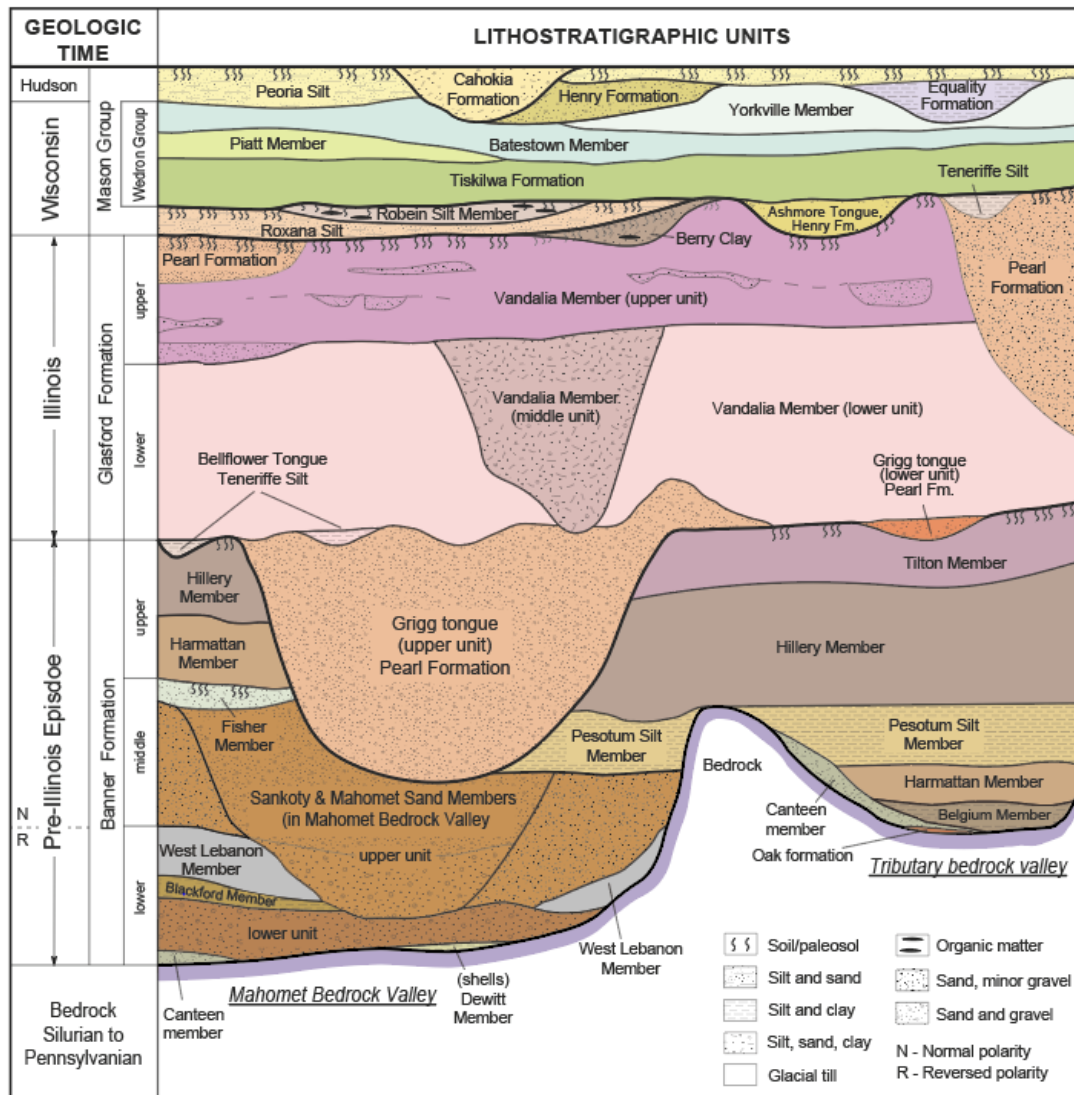 GEOLOGIC
TIME
LITHOSTRATIGRAPHIC UNITS
Hudson
Wisconsin
Mason Group
Wedron Group
Peoria Silt
Cahokia
Formation
Henry Formation
Yorkville Member
Equality
Formation
Piatt Member
Batestown Member
Tiskilwa Formation
Teneriffe Silt
Robein Silt Member
Roxana Silt
Berry Clay
Ashmore Tongue,
Henry Fm.
Illinois
Glasford Formation
upper
lower
Pearl Formation
Vandalia Member (upper unit)
Pearl
Formation
Vandalia Member
(middle unit)
Vandalia Member (lower unit)
Bellflower Tongue
Teneriffe Silt
Grigg tongue
(lower unit)
Pearl Fm.
Pre-Illinois Episdoe
Banner Formation
upper
middle
lower
N
R
Hillery
Member
Tilton Member
Harmattan
Member
Grigg tongue
(upper unit)
Pearl Formation
Hillery Member
Fisher
Member
Pesotum Silt
Member
Bedrock
Pesotum Silt
Member
Sankoty & Mahomet Sand Members
(in Mahomet Bedrock Valley
Harmattan Member
Canteen
member
Belgium Member
Oak formation
Tributary bedrock valley
West Lebanon
Member
upper unit
Blackford Member
lower unit
West Lebanon
Member
(shells)
Dewitt
Member
Mahomet Bedrock Valley
Canteen
member
Bedrock
Silurian to
Pennsylvanian
Soil/paleosol
Silt and sand
Silt and clay
Silt, sand, clay
Glacial till
Organic matter
Sand, minor gravel
Sand and gravel
N - Normal polarity
R - Reversed polarity